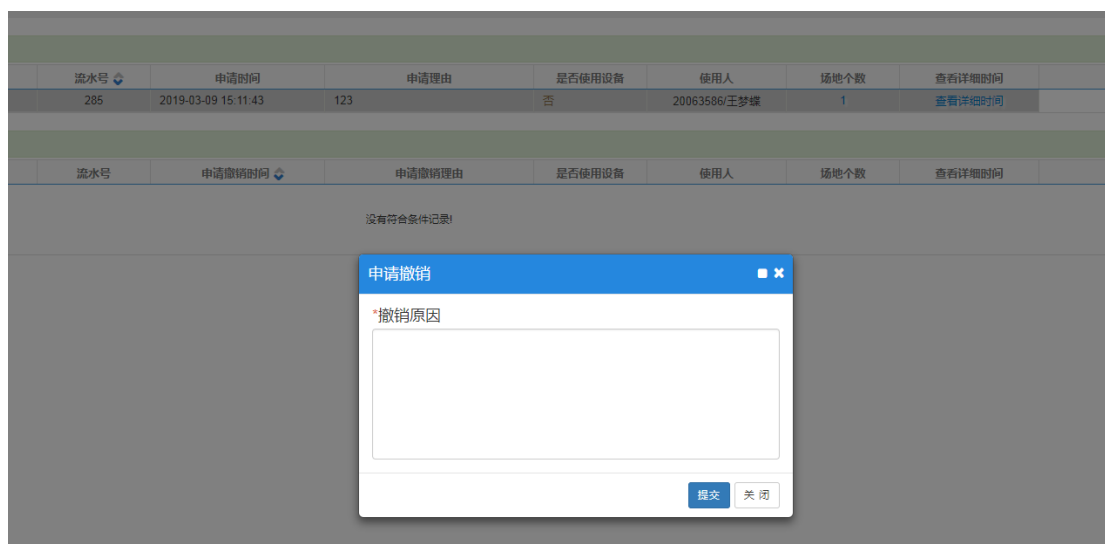 流水号 申请时间 申请理由 是否使用设备 使用人 场地个数 查看详细时间
285 2019-03-09 15:11:43 123 否 20063586/王梦蝶 1 查看详细时间
流水号 申请撤销时间 申请撤销理由 是否使用设备 使用人 场地个数 查看详细时间
没有符合条件记录!
申请撤销
*撤销原因
提交 关闭